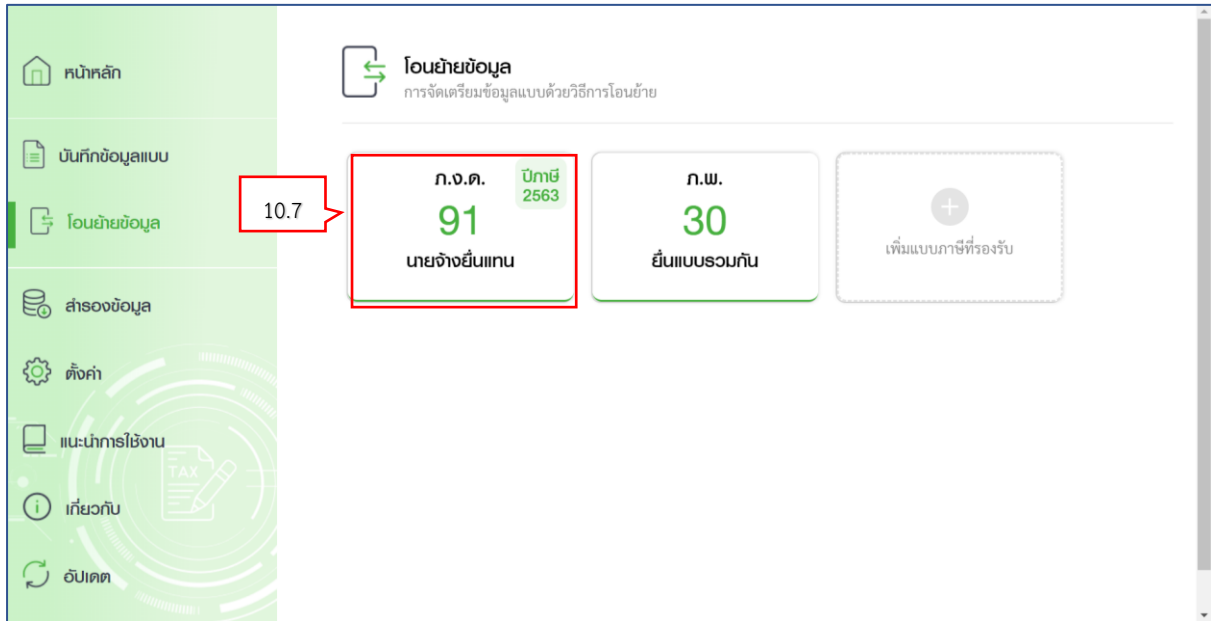 หน้าหลัก
บันทึกข้อมูลแบบ
โอนย้ายข้อมูล
สำรองข้อมูล
ตั้งค่า
แนะนำการใช้งาน
TAX
เกี่ยวกับ
อัปเดต
โอนย้ายข้อมูล
การจัดเตรียมข้อมูลแบบด้วยวิธีการโอนย้าย
10.7
ภ.ง.ด.
ปีภาษี
2563
91
นายจ้างยื่นแทน
ภ.พ.
30
ยื่นแบบรวมกัน
เพิ่มแบบภาษีที่รองรับ